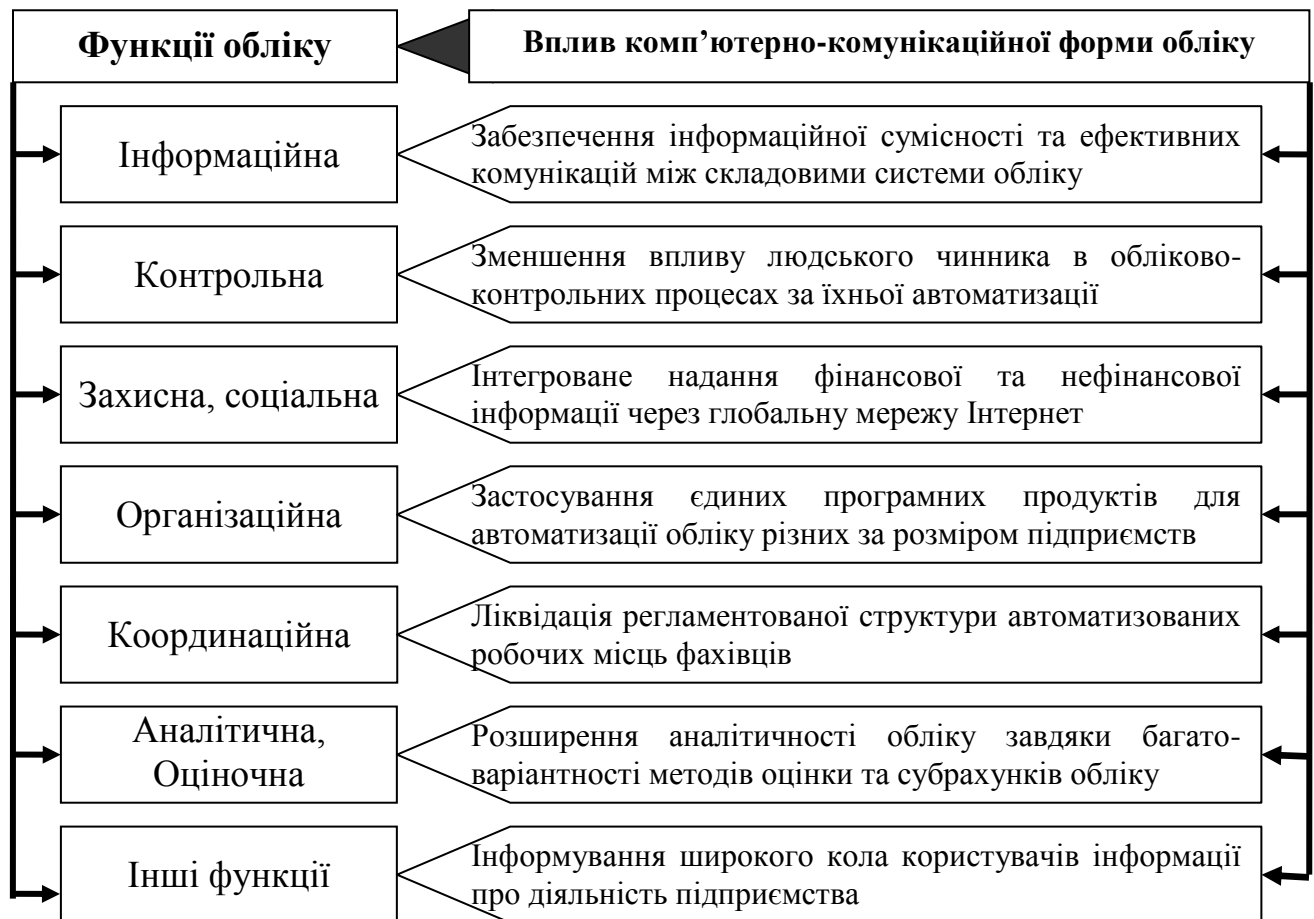 Функції обліку
Вплив комп’ютерно-комунікаційної форми обліку
Інформаційна
Забезпечення інформаційної сумісності та ефективних
комунікацій між складовими системи обліку
Контрольна
Зменшення впливу людського чинника в обліково-
контрольних процесах за їхньої автоматизації
Захисна, соціальна
Інтегроване надання фінансової та нефінансової
інформації через глобальну мережу Інтернет
Організаційна
Застосування єдиних програмних продуктів для
автоматизації обліку різних за розміром підприємств
Координаційна
Ліквідація регламентованої структури автоматизованих
робочих місць фахівців
Аналітична,
Оціночна
Розширення аналітичності обліку завдяки багато-
варіантності методів оцінки та субрахунків обліку
Інші функції
Інформування широкого кола користувачів інформації
про діяльність підприємства